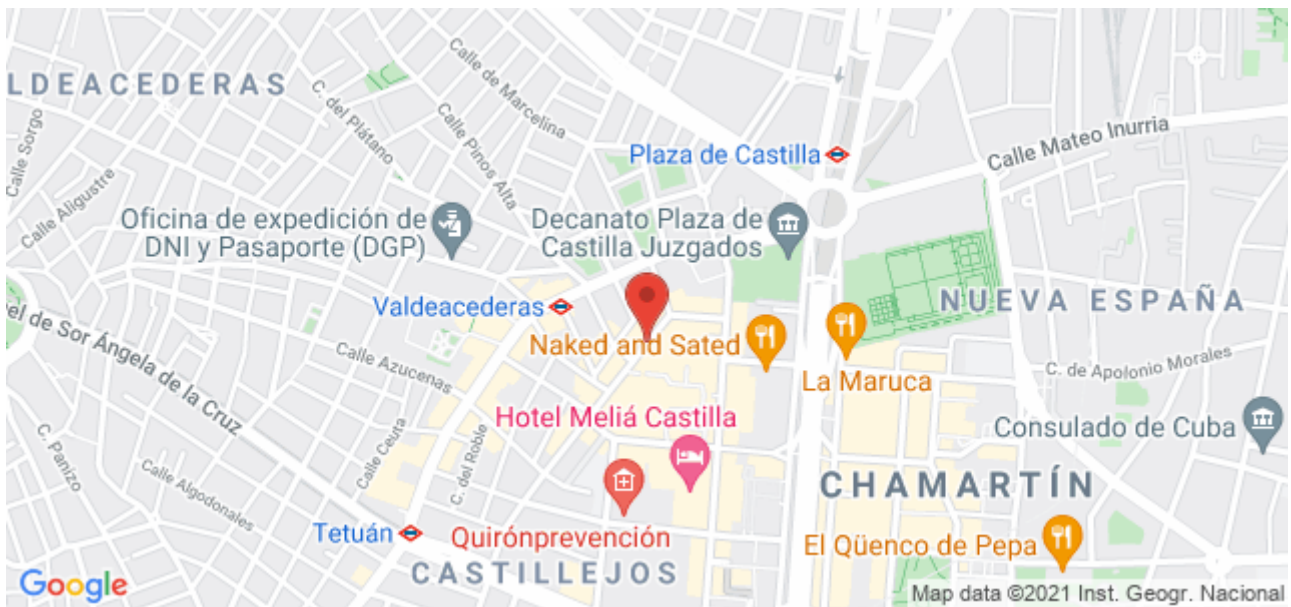 LDEACEDERAS
Calle Sorgo
C. del Plátano
Calle de Marcelina
Calle Pinos Alta
Calle Aligustre
Plaza de Castilla
Calle Mateo Inurria
Oficina de expedición de
DNI y Pasaporte (DGP)
Decanato Plaza de
Castilla Juzgados
Valdeacederas
NUEVA ESPAÑA
el de Sor Ángela de la Cruz
Calle Azucenas
Naked and Sated
La Maruca
C. de Apolonio Morales
Hotel Meliá Castilla
Consulado de Cuba
C. Panizo
Calle Ceuta
C. del Roble
Calle Algodonales
CHAMARTÍN
Tetuán
Quirónprevención
El Qüenco de Pepa
CASTILLEJOS
Google
Map data ©2021 Inst. Geogr. Nacional